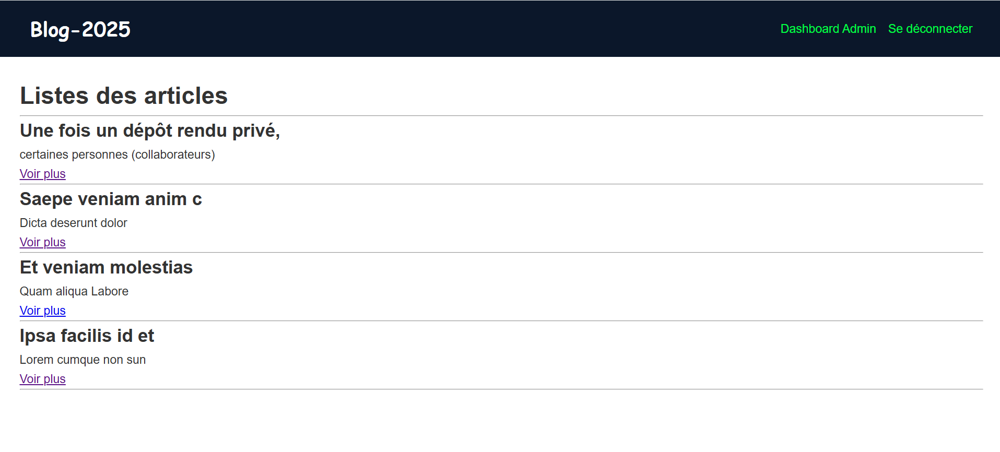 Blog-2025
Dashboard Admin Se déconnecter
Listes des articles
Une fois un dépôt rendu privé,
certaines personnes (collaborateurs)
Voir plus
Saepe veniam anim c
Dicta deserunt dolor
Voir plus
Et veniam molestias
Quam aliqua Labore
Voir plus
Ipsa facilis id et
Lorem cumque non sun
Voir plus